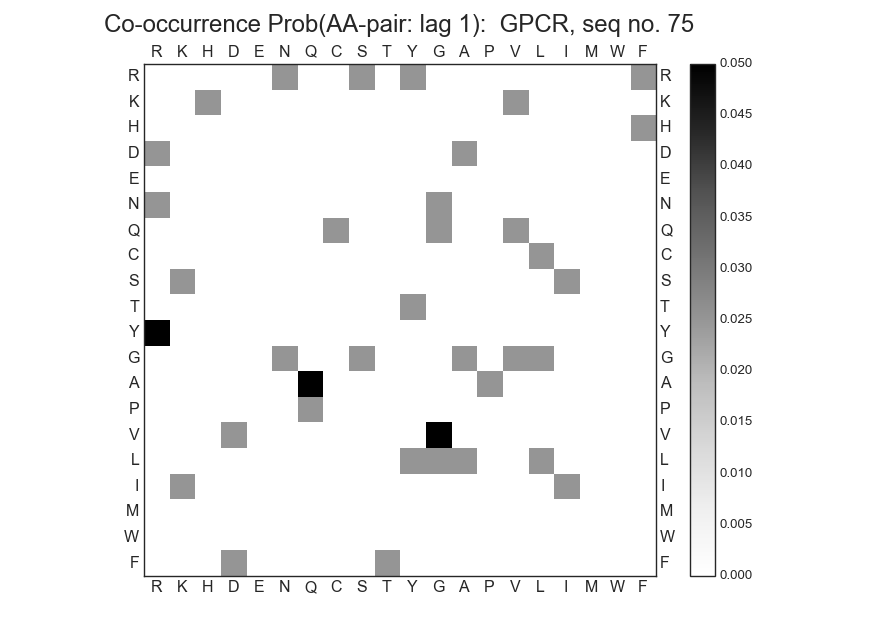 Co-occurrence Prob(AA-pair: lag 1):  GPCR, seq no. 75
R K H D E N Q C S T Y G A P V L I M W F
R R 0.050
K K 0.045
H H
D D 0.040
E E
N N 0.035
Q Q
C C 0.030
S S
T T 0.025
Y Y
G G 0.020
A A
P P 0.015
V V
L L 0.010
I I
M M 0.005
W W
F F 0.000
R K H D E N Q C S T Y G A P V L I M W F